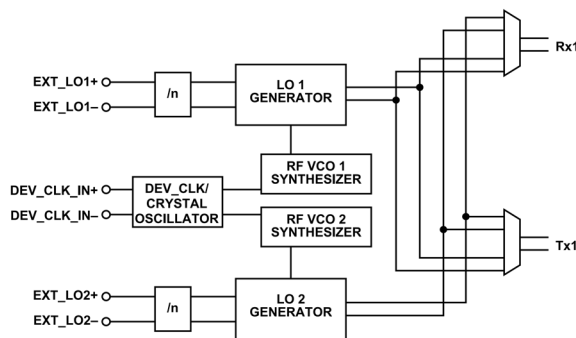 Rx1
EXT_LO1+
EXT_LO1–
/n
LO 1
GENERATOR
RF VCO 1
SYNTHESIZER
DEV_CLK_IN+
DEV_CLK_IN–
DEV_CLK/
CRYSTAL
OSCILLATOR
RF VCO 2
SYNTHESIZER
Tx1
EXT_LO2+
EXT_LO2–
/n
LO 2
GENERATOR